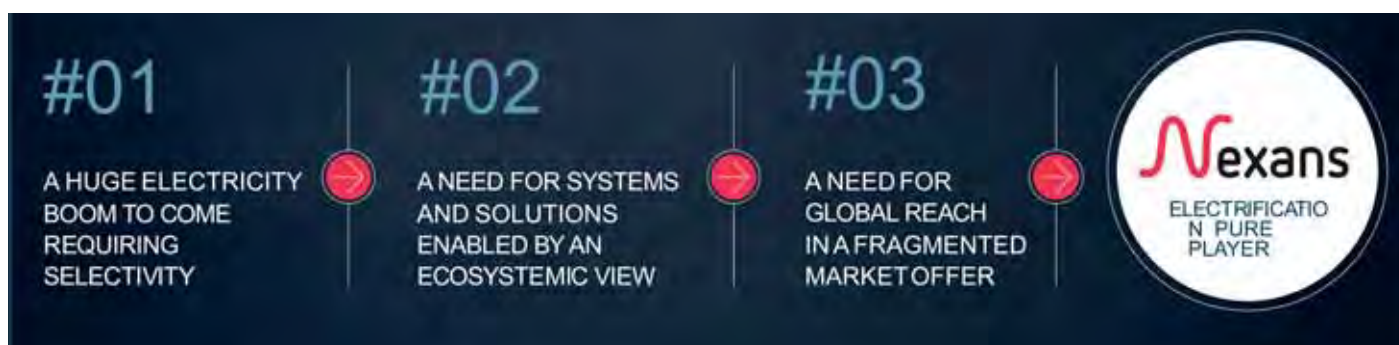 #01
A HUGE ELECTRICITY
BOOM TO COME
REQUIRING
SELECTIVITY
#02
A NEED FOR SYSTEMS
AND SOLUTIONS
ENABLED BY AN
ECOSYSTEMIC VIEW
#03
A NEED FOR
GLOBAL REACH
IN A FRAGMENTED
MARKET OFFER
Nexans
ELECTRIFICATIO
N PURE
PLAYER